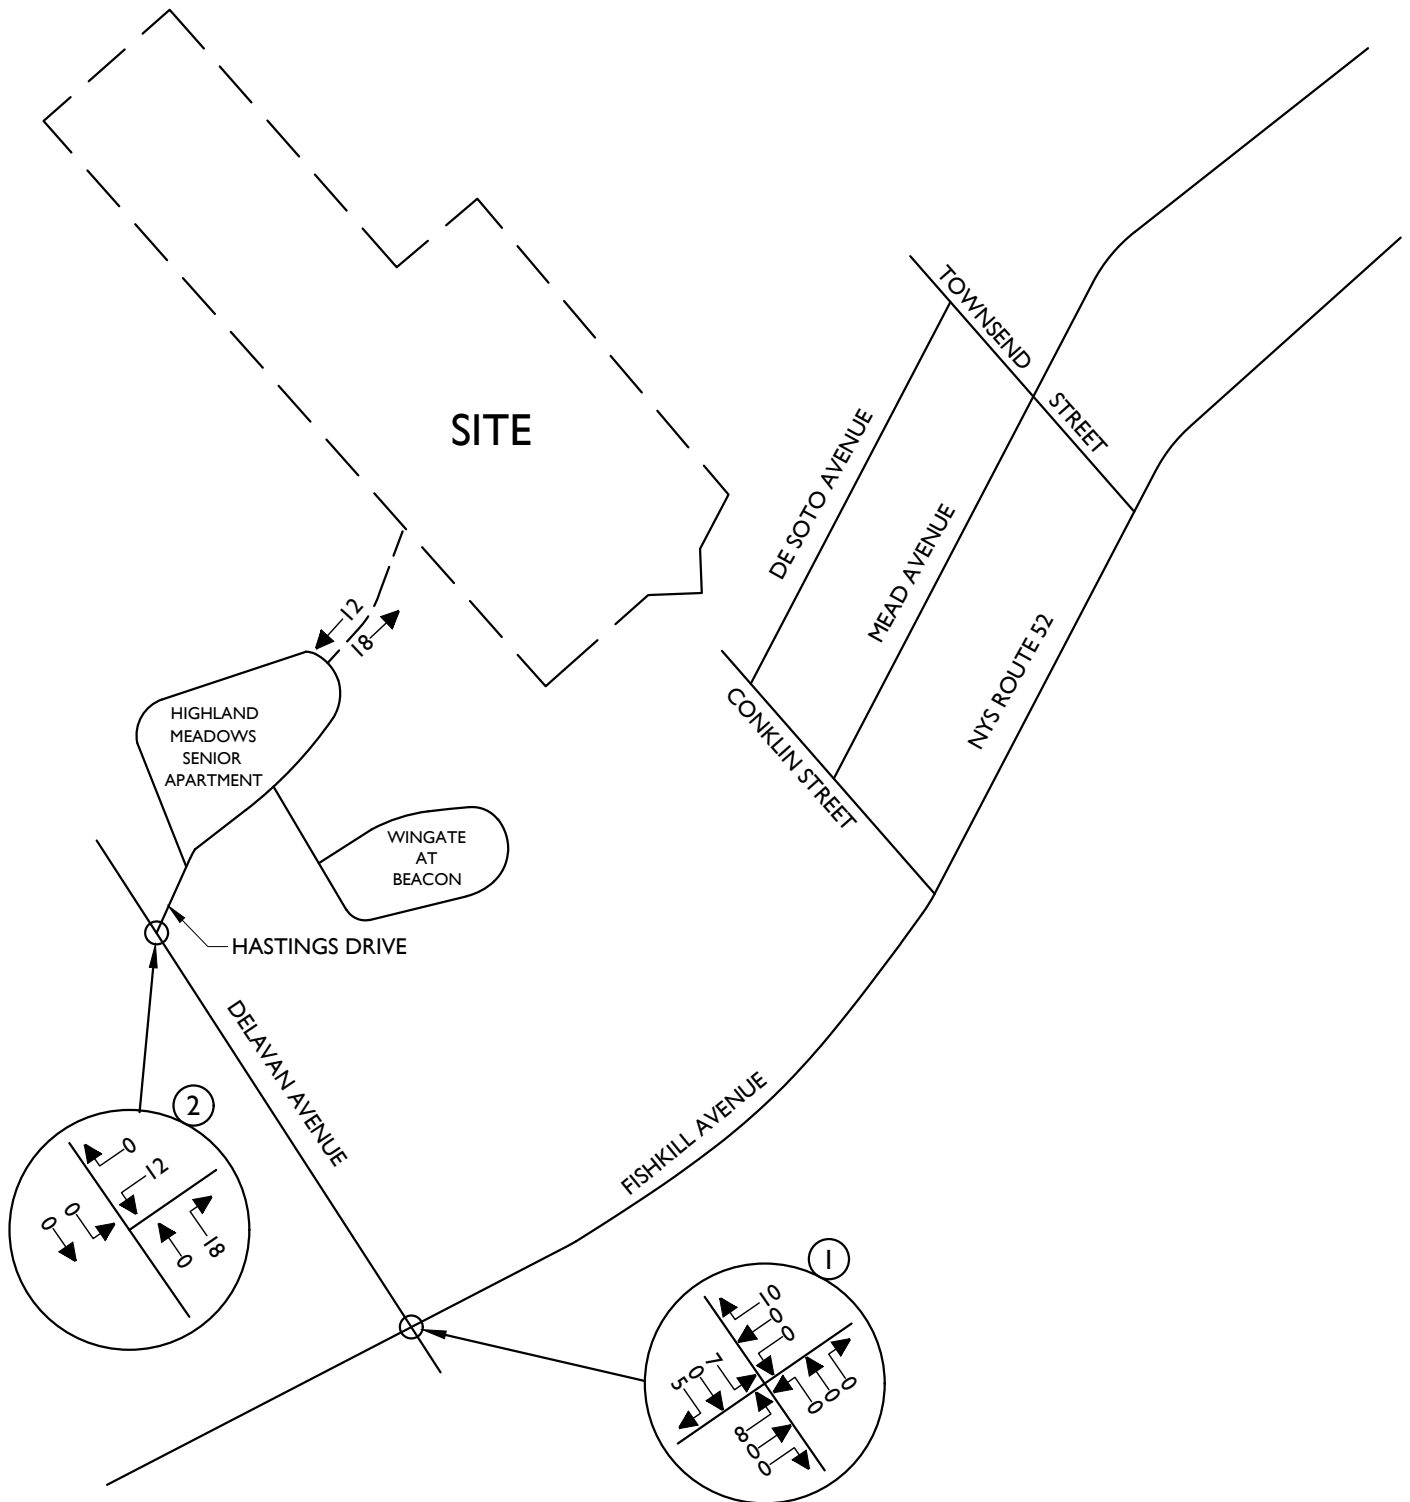 TOWNSEND
STREET
SITE
DE SOTO AVENUE
MEAD AVENUE
NYS ROUTE 52
12
18
CONKLIN STREET
HIGHLAND
MEADOWS
SENIOR
APARTMENT
WINGATE
AT
BEACON
HASTINGS DRIVE
DELAVAN AVENUE
FISHKILL AVENUE
2
0
12
0
0
0
18
1
10
0
0
7
0
5
0
0
0
8
0
0